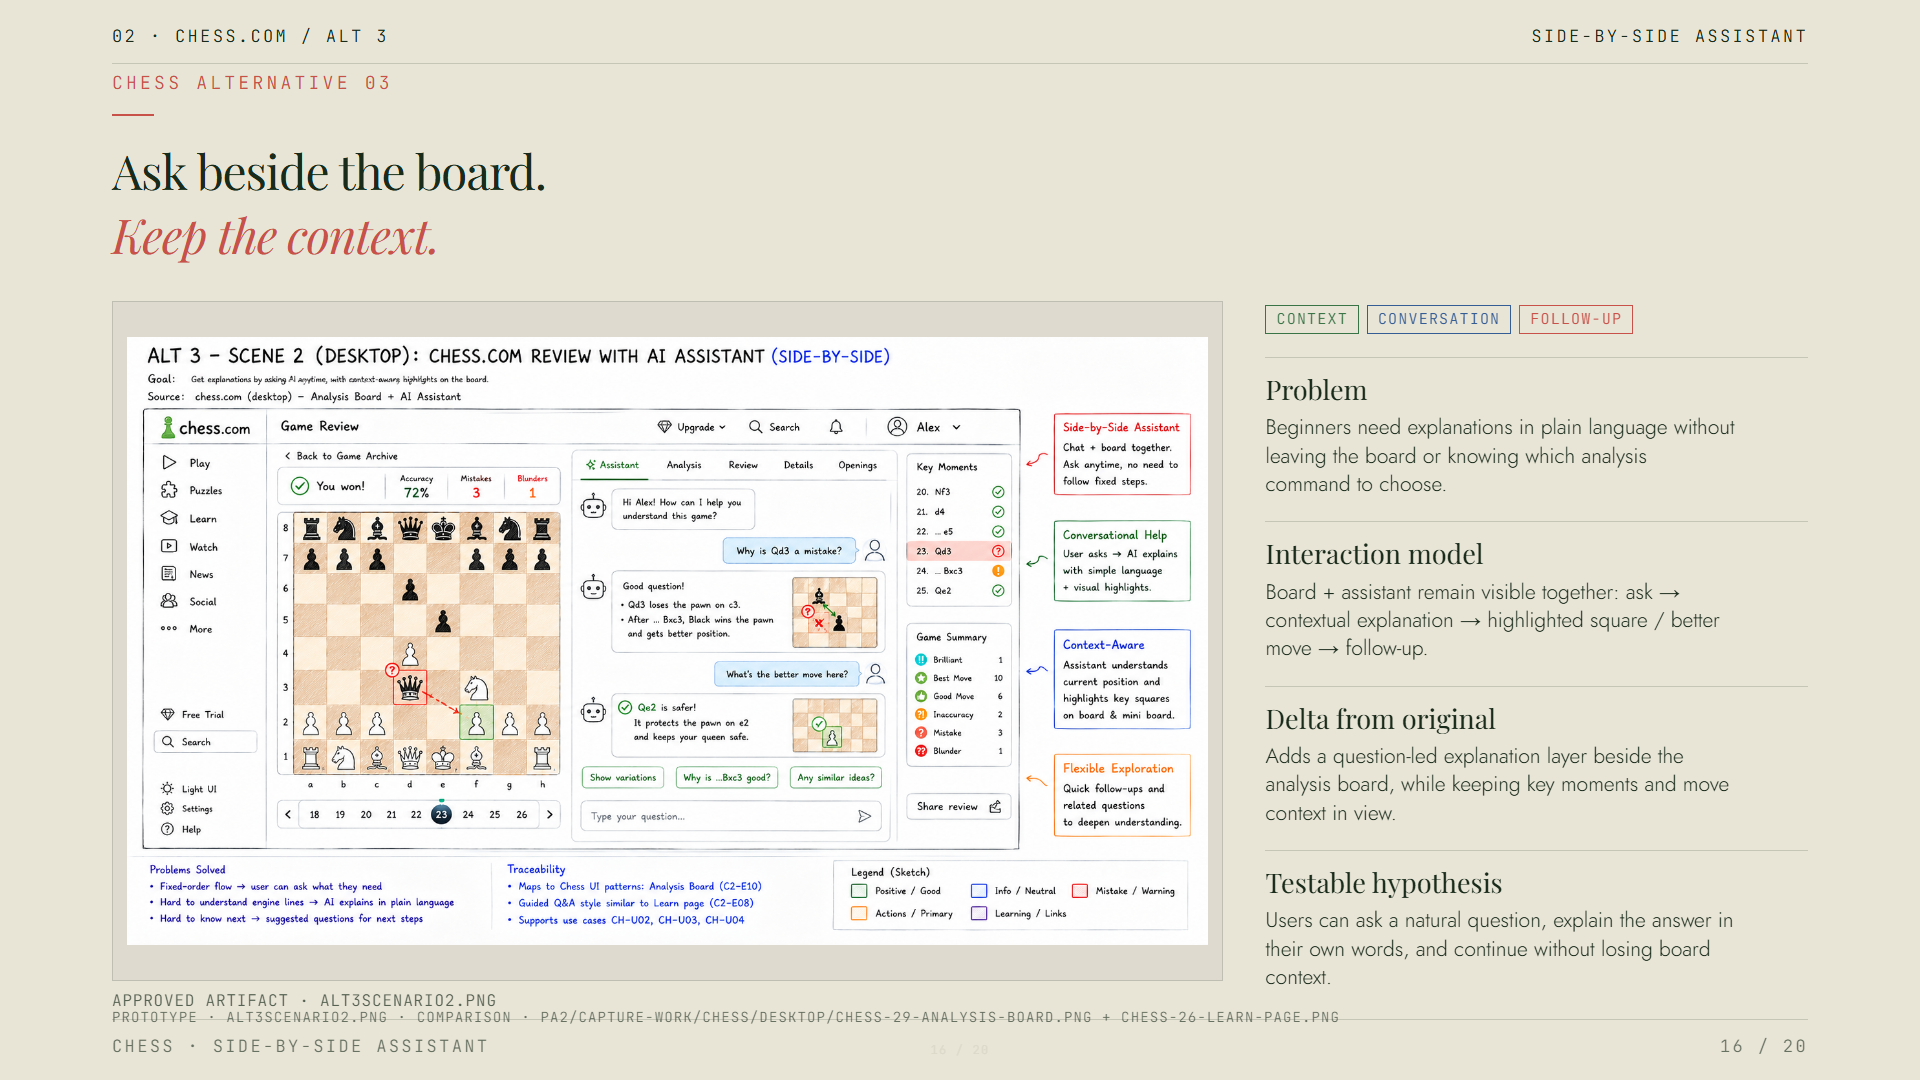 02 · CHESS.COM / ALT 3
SIDE-BY-SIDE ASSISTANT
CHESS ALTERNATIVE 03
Ask beside the board.
Keep the context.
ALT 3 – SCENE 2 (DESKTOP): CHESS.COM REVIEW WITH AI ASSISTANT (SIDE-BY-SIDE)
Goal: Get explanations by asking AI anytime, with context-aware highlights on the board.
Source: chess.com (desktop) – Analysis Board + AI Assistant
chess.com
Play
Puzzles
Learn
Watch
News
Social
More
Free Trial
Search
Light UI
Settings
Help
Game Review
Upgrade
Search
Alex
Back to Game Archive
You won!
Accuracy
72%
Mistakes
3
Blunders
1
8
7
6
5
4
3
2
1
?
a b c d e f g h
18 19 20 21 22 23 24 25 26
Assistant Analysis Review Details Openings
Hi Alex! How can I help you
understand this game?
Why is Qd3 a mistake?
Good question!
• Qd3 loses the pawn on c3.
• After ... Bxc3, Black wins the pawn
and gets better position.
?
What's the better move here?
Qe2 is safer!
It protects the pawn on e2
and keeps your queen safe.
Show variations
Why is ...Bxc3 good?
Any similar ideas?
Type your question...
Key Moments
20. Nf3
21. d4
22. ... e5
23. Qd3 ?
24. ... Bxc3 !
25. Qe2
Game Summary
!! Brilliant 1
Best Move 10
Good Move 6
?! Inaccuracy 2
? Mistake 3
?? Blunder 1
Share review
Side-by-Side Assistant
Chat + board together.
Ask anytime, no need to
follow fixed steps.
Conversational Help
User asks → AI explains
with simple language
+ visual highlights.
Context-Aware
Assistant understands
current position and
highlights key squares
on board & mini board.
Flexible Exploration
Quick follow-ups and
related questions
to deepen understanding.
Problems Solved
• Fixed-order flow → user can ask what they need
• Hard to understand engine lines → AI explains in plain language
• Hard to know next → suggested questions for next steps
Traceability
• Maps to Chess UI patterns: Analysis Board (C2-E10)
• Guided Q&A style similar to Learn page (C2-E08)
• Supports use cases CH-U02, CH-U03, CH-U04
Legend (Sketch)
Positive / Good
Info / Neutral
Mistake / Warning
Actions / Primary
Learning / Links
APPROVED ARTIFACT · ALT3SCENARIO2.PNG
PROTOTYPE · ALT3SCENARIO2.PNG · COMPARISON · PA2/CAPTURE-WORK/CHESS/DESKTOP/CHESS-29-ANALYSIS-BOARD.PNG + CHESS-26-LEARN-PAGE.PNG
CONTEXT
CONVERSATION
FOLLOW-UP
Problem
Beginners need explanations in plain language without
leaving the board or knowing which analysis
command to choose.
Interaction model
Board + assistant remain visible together: ask →
contextual explanation → highlighted square / better
move → follow-up.
Delta from original
Adds a question-led explanation layer beside the
analysis board, while keeping key moments and move
context in view.
Testable hypothesis
Users can ask a natural question, explain the answer in
their own words, and continue without losing board
context.
CHESS · SIDE-BY-SIDE ASSISTANT
16 / 20
16 / 20